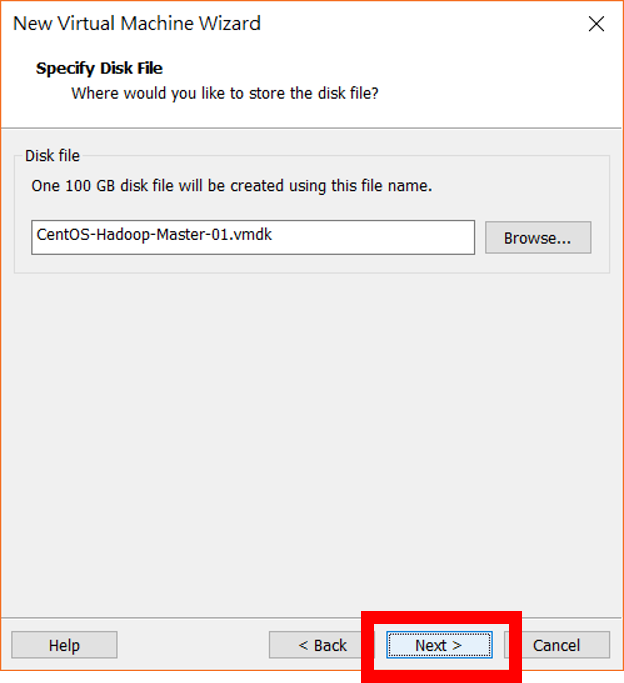 New Virtual Machine Wizard
Specify Disk File
Where would you like to store the disk file?
Disk file
One 100 GB disk file will be created using this file name.
CentOS-Hadoop-Master-01.vmdk
Browse...
Help
< Back
Next >
Cancel